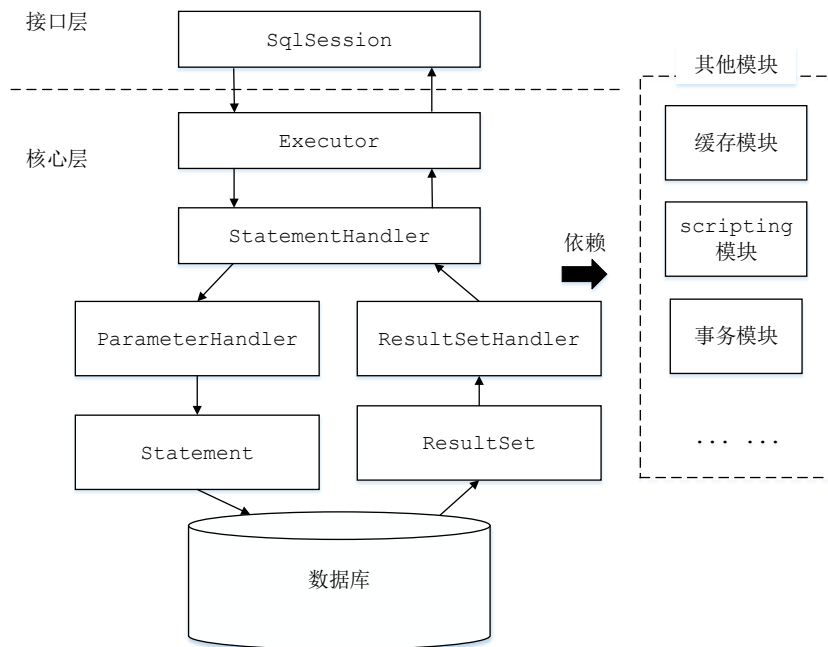 接口层
SqlSession
核心层
Executor
StatementHandler
ParameterHandler
ResultSetHandler
Statement
ResultSet
数据库
依赖
其他模块
缓存模块
scripting
模块
事务模块
... ...